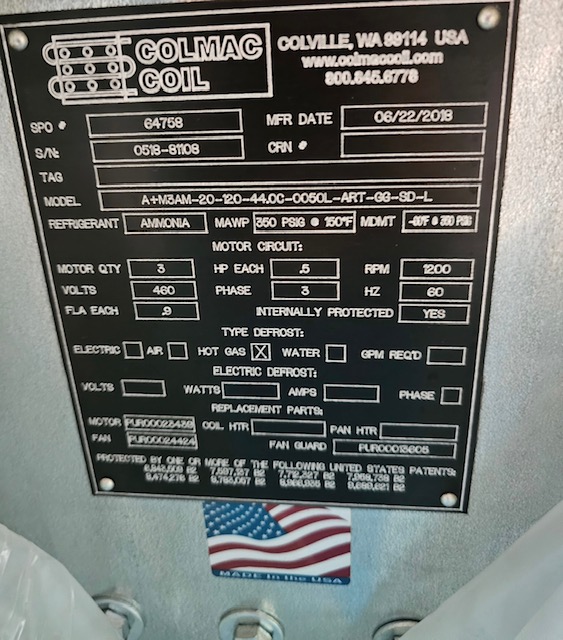 COLMAC COIL
COLVILLE, WA 99114 USA
www.colmaccoil.com
800.845.6778
SPO # 64758 MFR DATE 06/22/2018
S/N: 0518-81108 CRN #
TAG
MODEL A+M3AM-20-120-44.0C-0050L-ART-GG-SD-L
REFRIGERANT AMMONIA MAWP 350 PSIG @ 150°F MDMT
MOTOR CIRCUIT:
MOTOR QTY 3 HP EACH .5 RPM 1200
VOLTS 460 PHASE 3 HZ 60
FLA EACH .9 INTERNALLY PROTECTED YES
TYPE DEFROST:
ELECTRIC AIR HOT GAS X WATER GPM REQ'D
ELECTRIC DEFROST:
VOLTS WATTS AMPS PHASE
REPLACEMENT PARTS:
MOTOR COIL HTR PAN HTR
FAN PUR00024424 FAN GUARD PUR00013605
PROTECTED BY ONE OR MORE OF THE FOLLOWING UNITED STATES PATENTS:
MADE in the USA